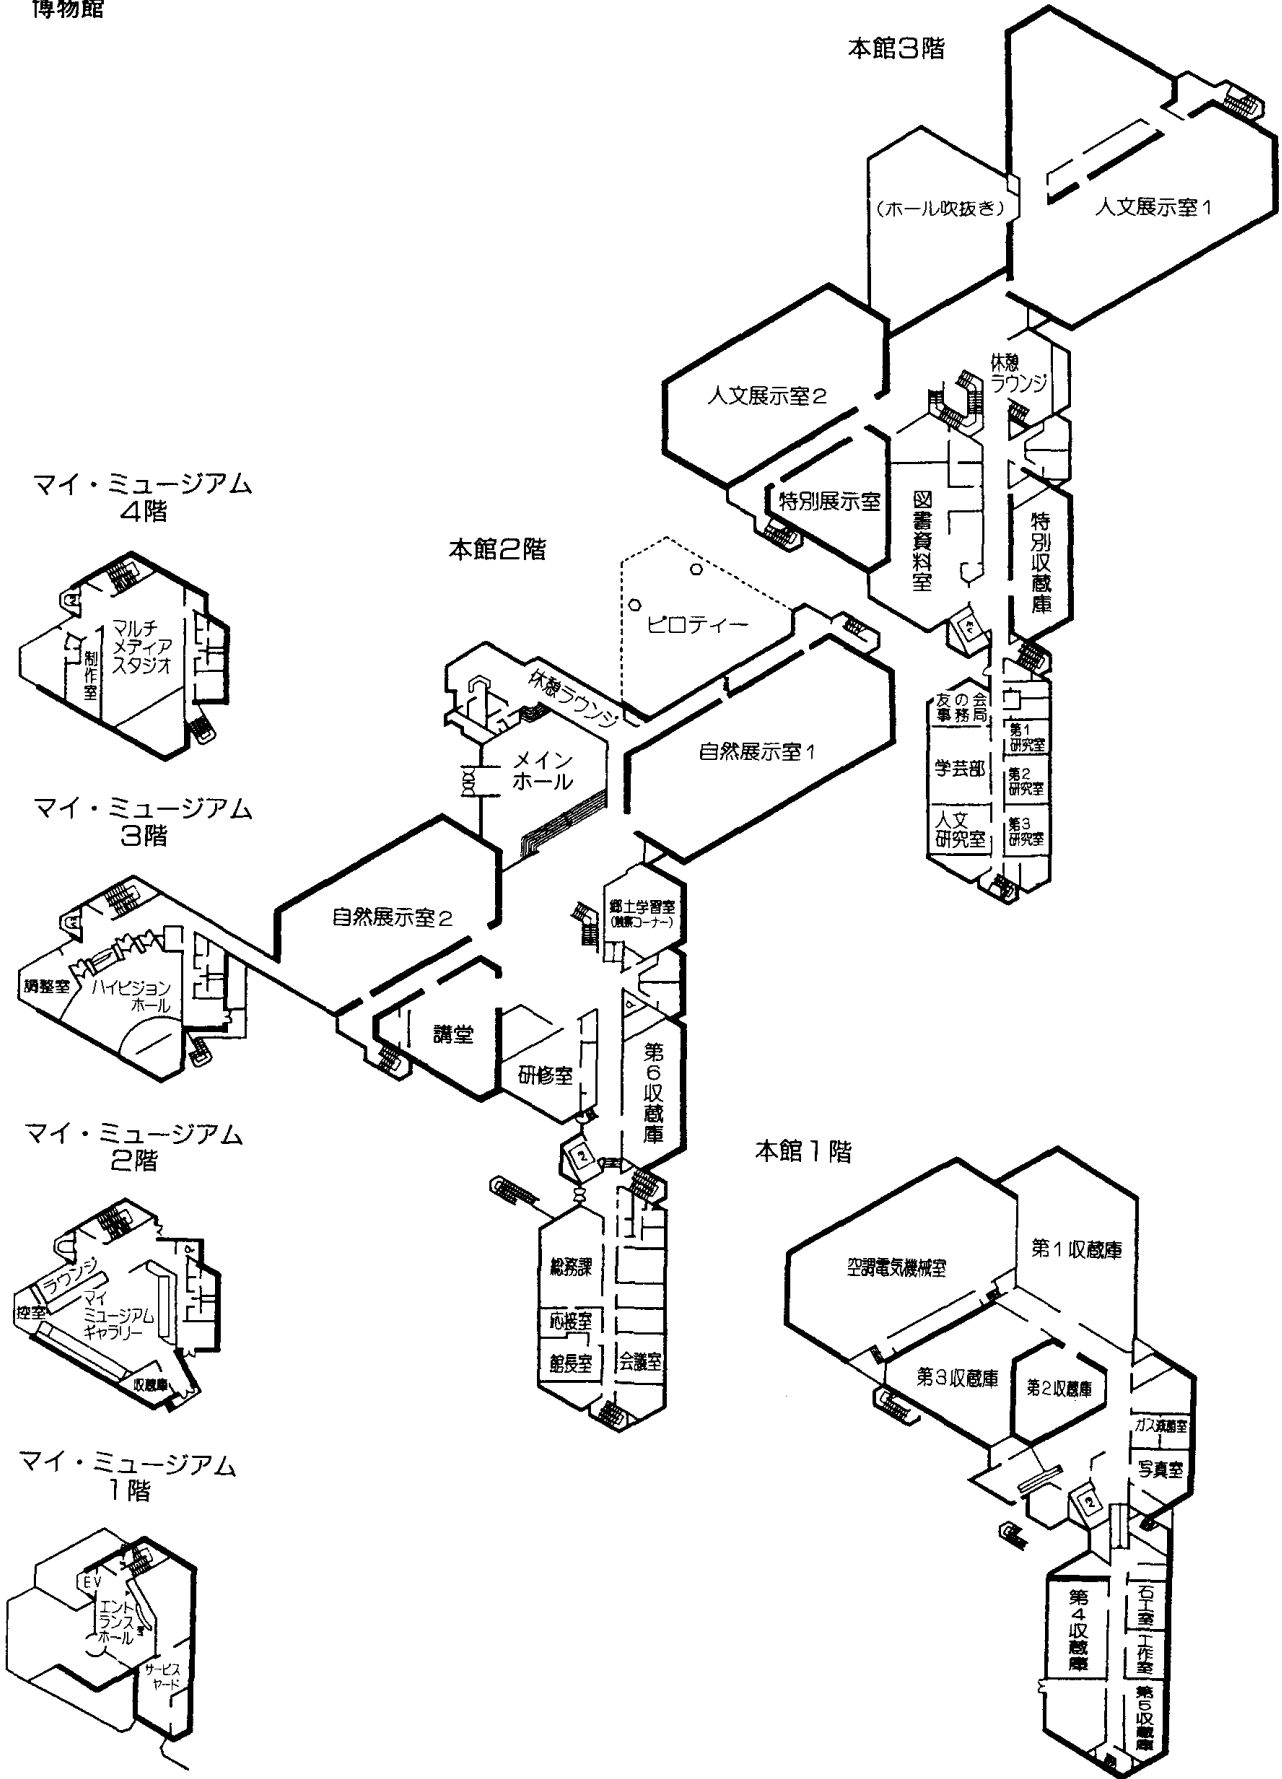 博物館
本館3階
(ホール吹抜き)
人文展示室1
人文展示室2
休憩
ラウンジ
特別展示室
図書資料室
特別収蔵庫
友の会
事務局
第1
研究室
学芸部
第2
研究室
人文
研究室
第3
研究室
本館2階
ピロティー
休憩ラウンジ
メイン
ホール
自然展示室1
自然展示室2
郷土学習室
講堂
研修室
第6収蔵庫
総務課
応接室
館長室
会議室
本館1階
空調電気機械室
第1収蔵庫
第3収蔵庫
第2収蔵庫
ガス滅菌室
写真室
第4収蔵庫
石工室
工作室
第5収蔵庫
マイ・ミュージアム
4階
マルチ
メディア
スタジオ
制作室
マイ・ミュージアム
3階
調整室
ハイビジョン
ホール
マイ・ミュージアム
2階
ラウンジ
控室
マイ
ミュージアム
ギャラリー
収蔵庫
マイ・ミュージアム
1階
EV
エント
ランス
ホール
サービス
ヤード